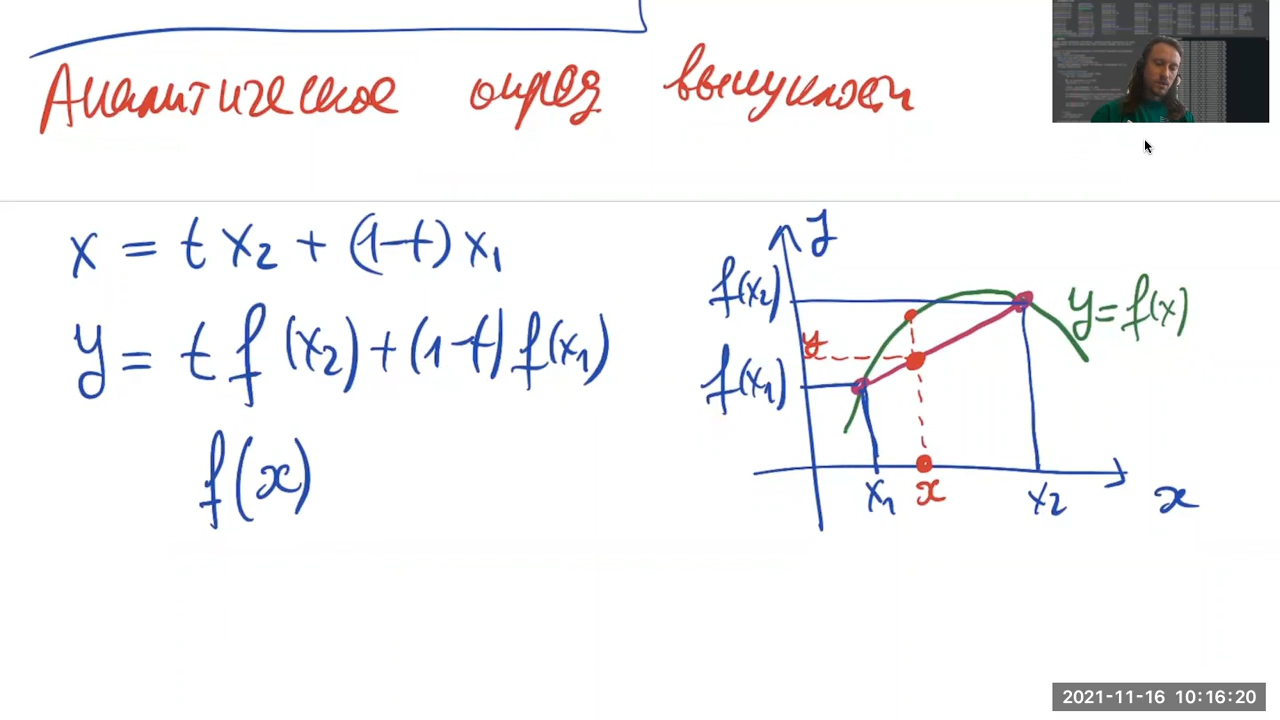 Аналитическое опред выпуклости
x = t x₂ + (1-t) x₁
y = t f(x₂) + (1-t) f(x₁)
f(x)
y
f(x₂)
y = f(x)
y
f(x₁)
x₁ x x₂ x
2021-11-16 10:16:20